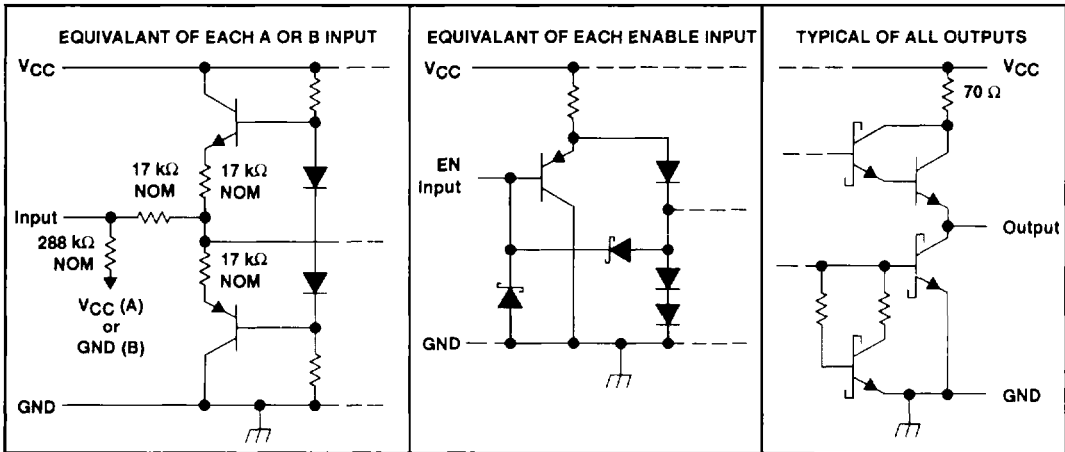 EQUIVALANT OF EACH A OR B INPUT
VCC
17 kΩ
NOM
17 kΩ
NOM
Input
288 kΩ
NOM
17 kΩ
NOM
VCC (A)
or
GND (B)
GND
EQUIVALANT OF EACH ENABLE INPUT
VCC
EN
Input
GND
TYPICAL OF ALL OUTPUTS
VCC
70 Ω
Output
GND